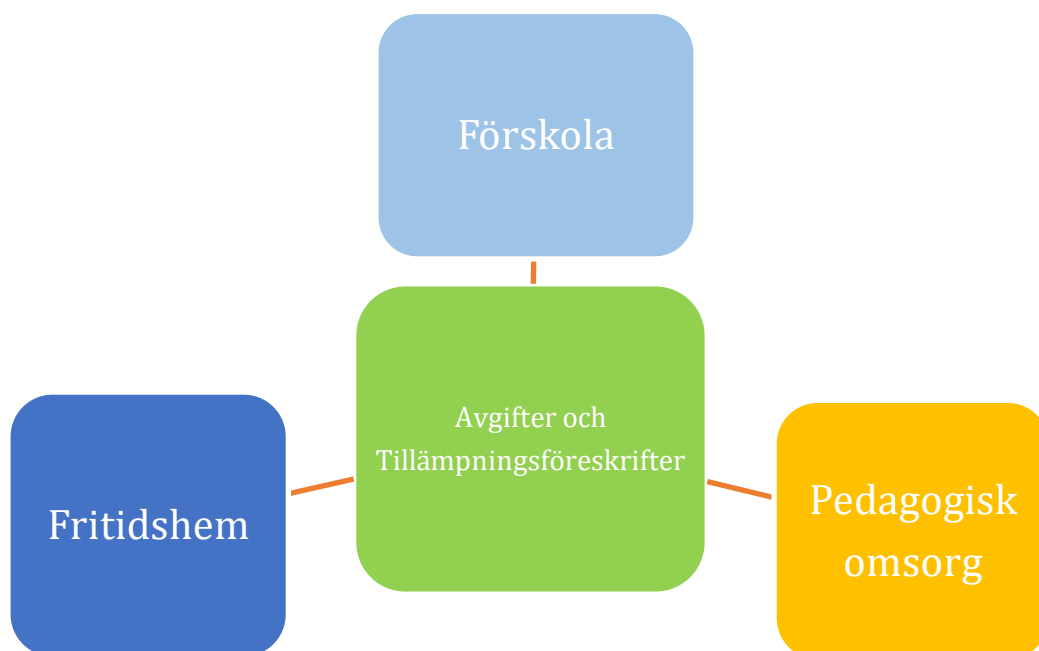 Förskola
Avgifter och
Tillämpningsföreskrifter
Fritidshem
Pedagogisk
omsorg